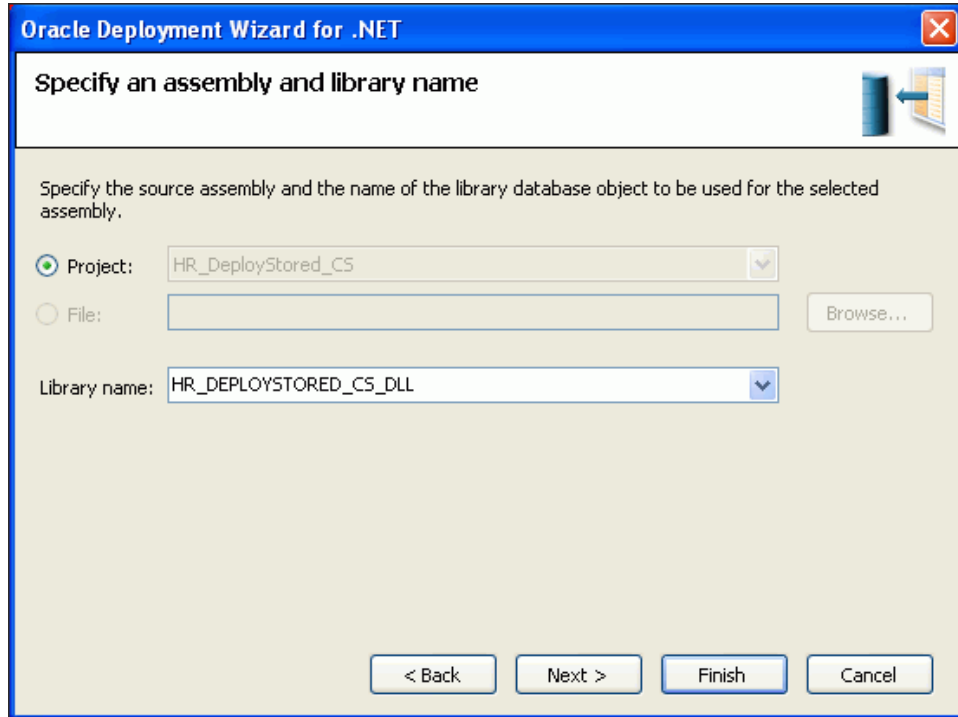 Oracle Deployment Wizard for .NET
Specify an assembly and library name
Specify the source assembly and the name of the library database object to be used for the selected
assembly.
Project: HR_DeployStored_CS
File: Browse...
Library name: HR_DEPLOYSTORED_CS_DLL
< Back Next > Finish Cancel